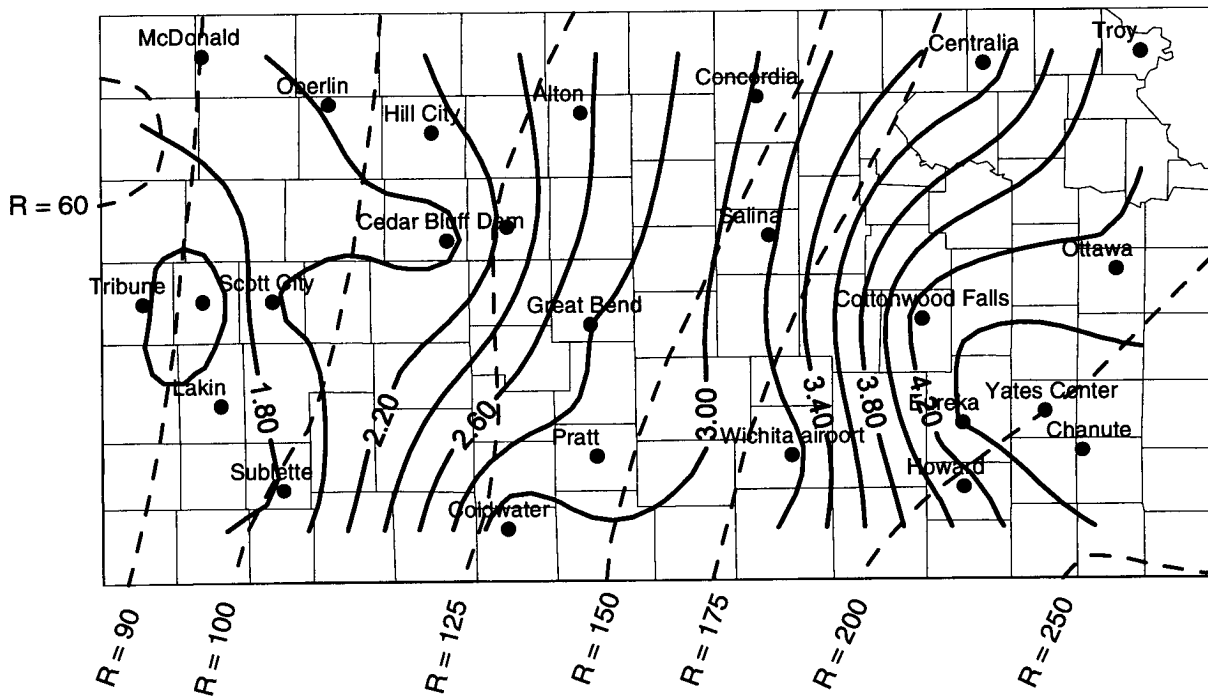 McDonald
Troy
Centralia
Oberlin
Concordia
Alton
Hill City
R = 60
Cedar Bluff Dam
Salina
Ottawa
Tribune
Scott City
Great Bend
Cottonwood Falls
Lakin
1.80
2.20
2.60
3.00
3.40
3.80
4.20
Eureka
Yates Center
Pratt
Wichita airport
Chanute
Sublette
Howard
Coldwater
R = 90
R = 100
R = 125
R = 150
R = 175
R = 200
R = 250